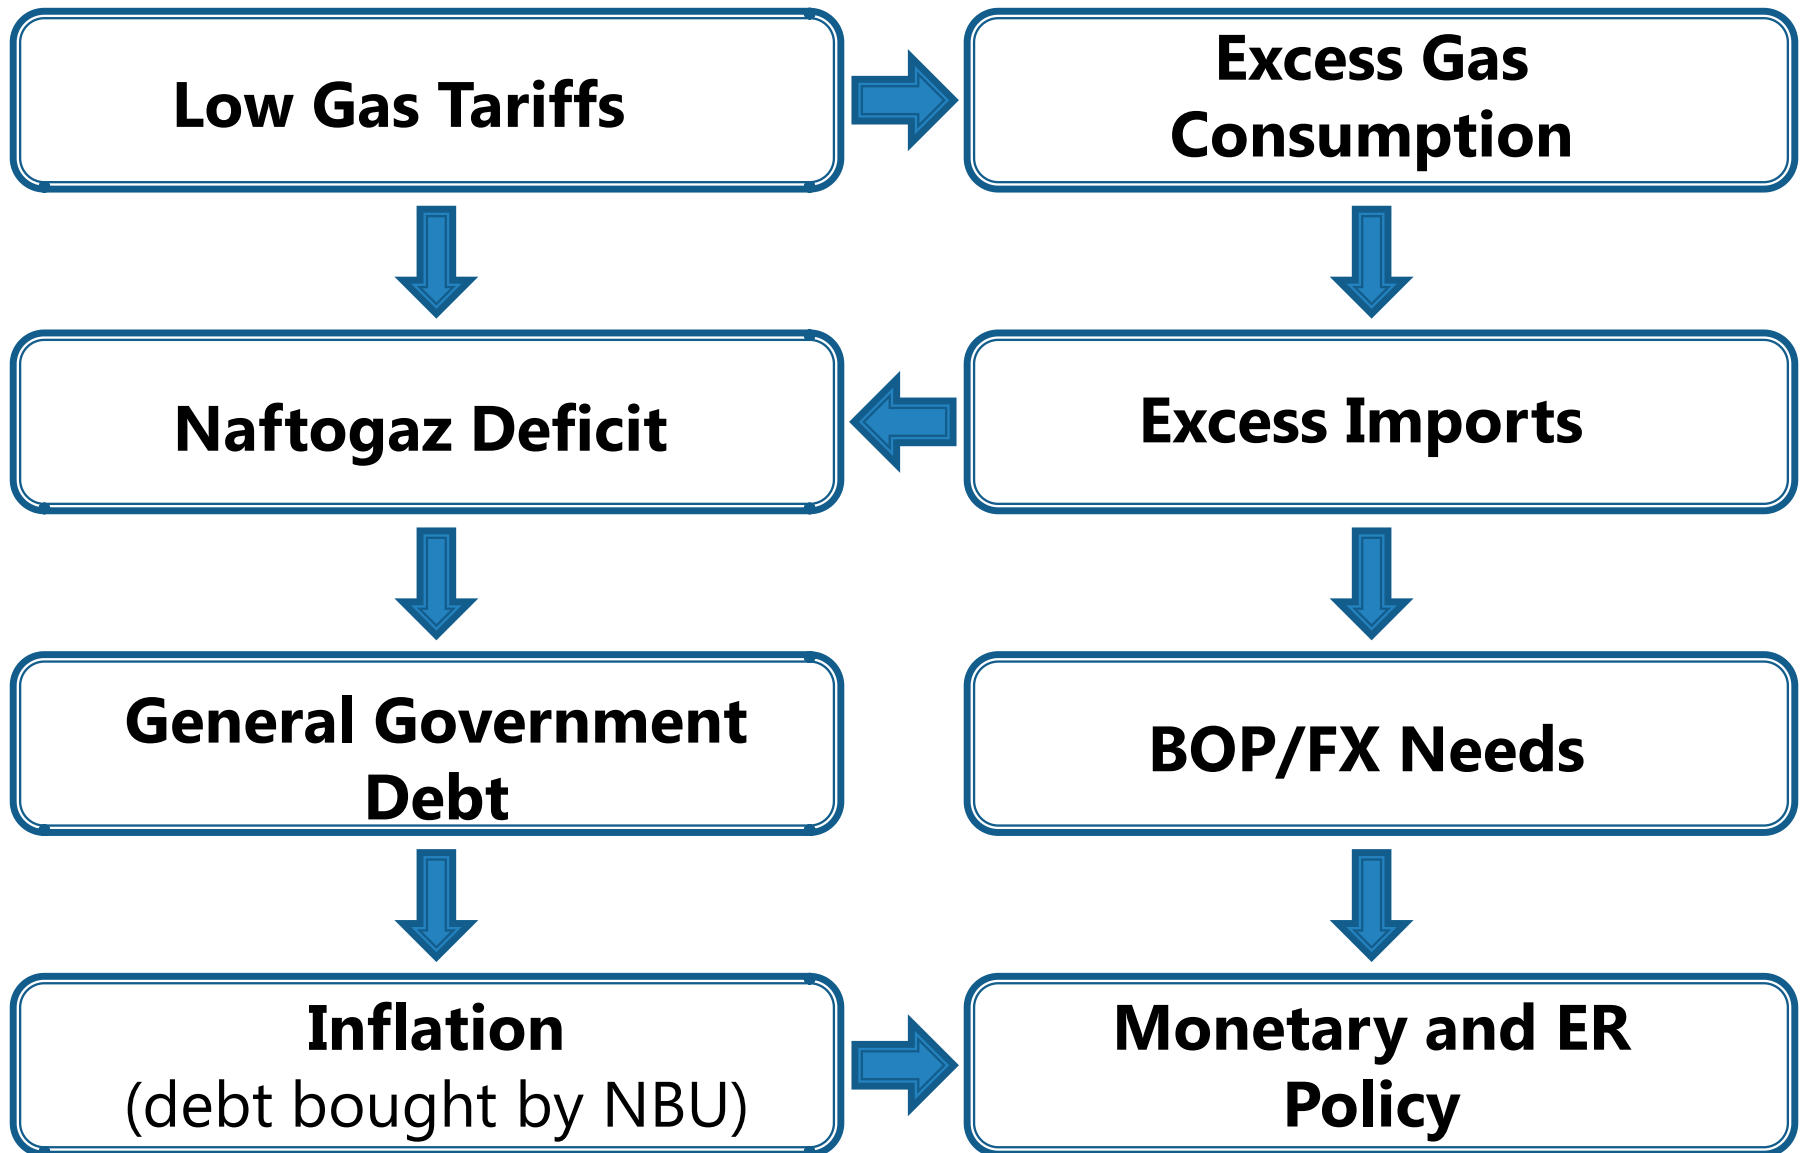 Low Gas Tariffs
Excess Gas
Consumption
Naftogaz Deficit
Excess Imports
General Government
Debt
BOP/FX Needs
Inflation
(debt bought by NBU)
Monetary and ER
Policy